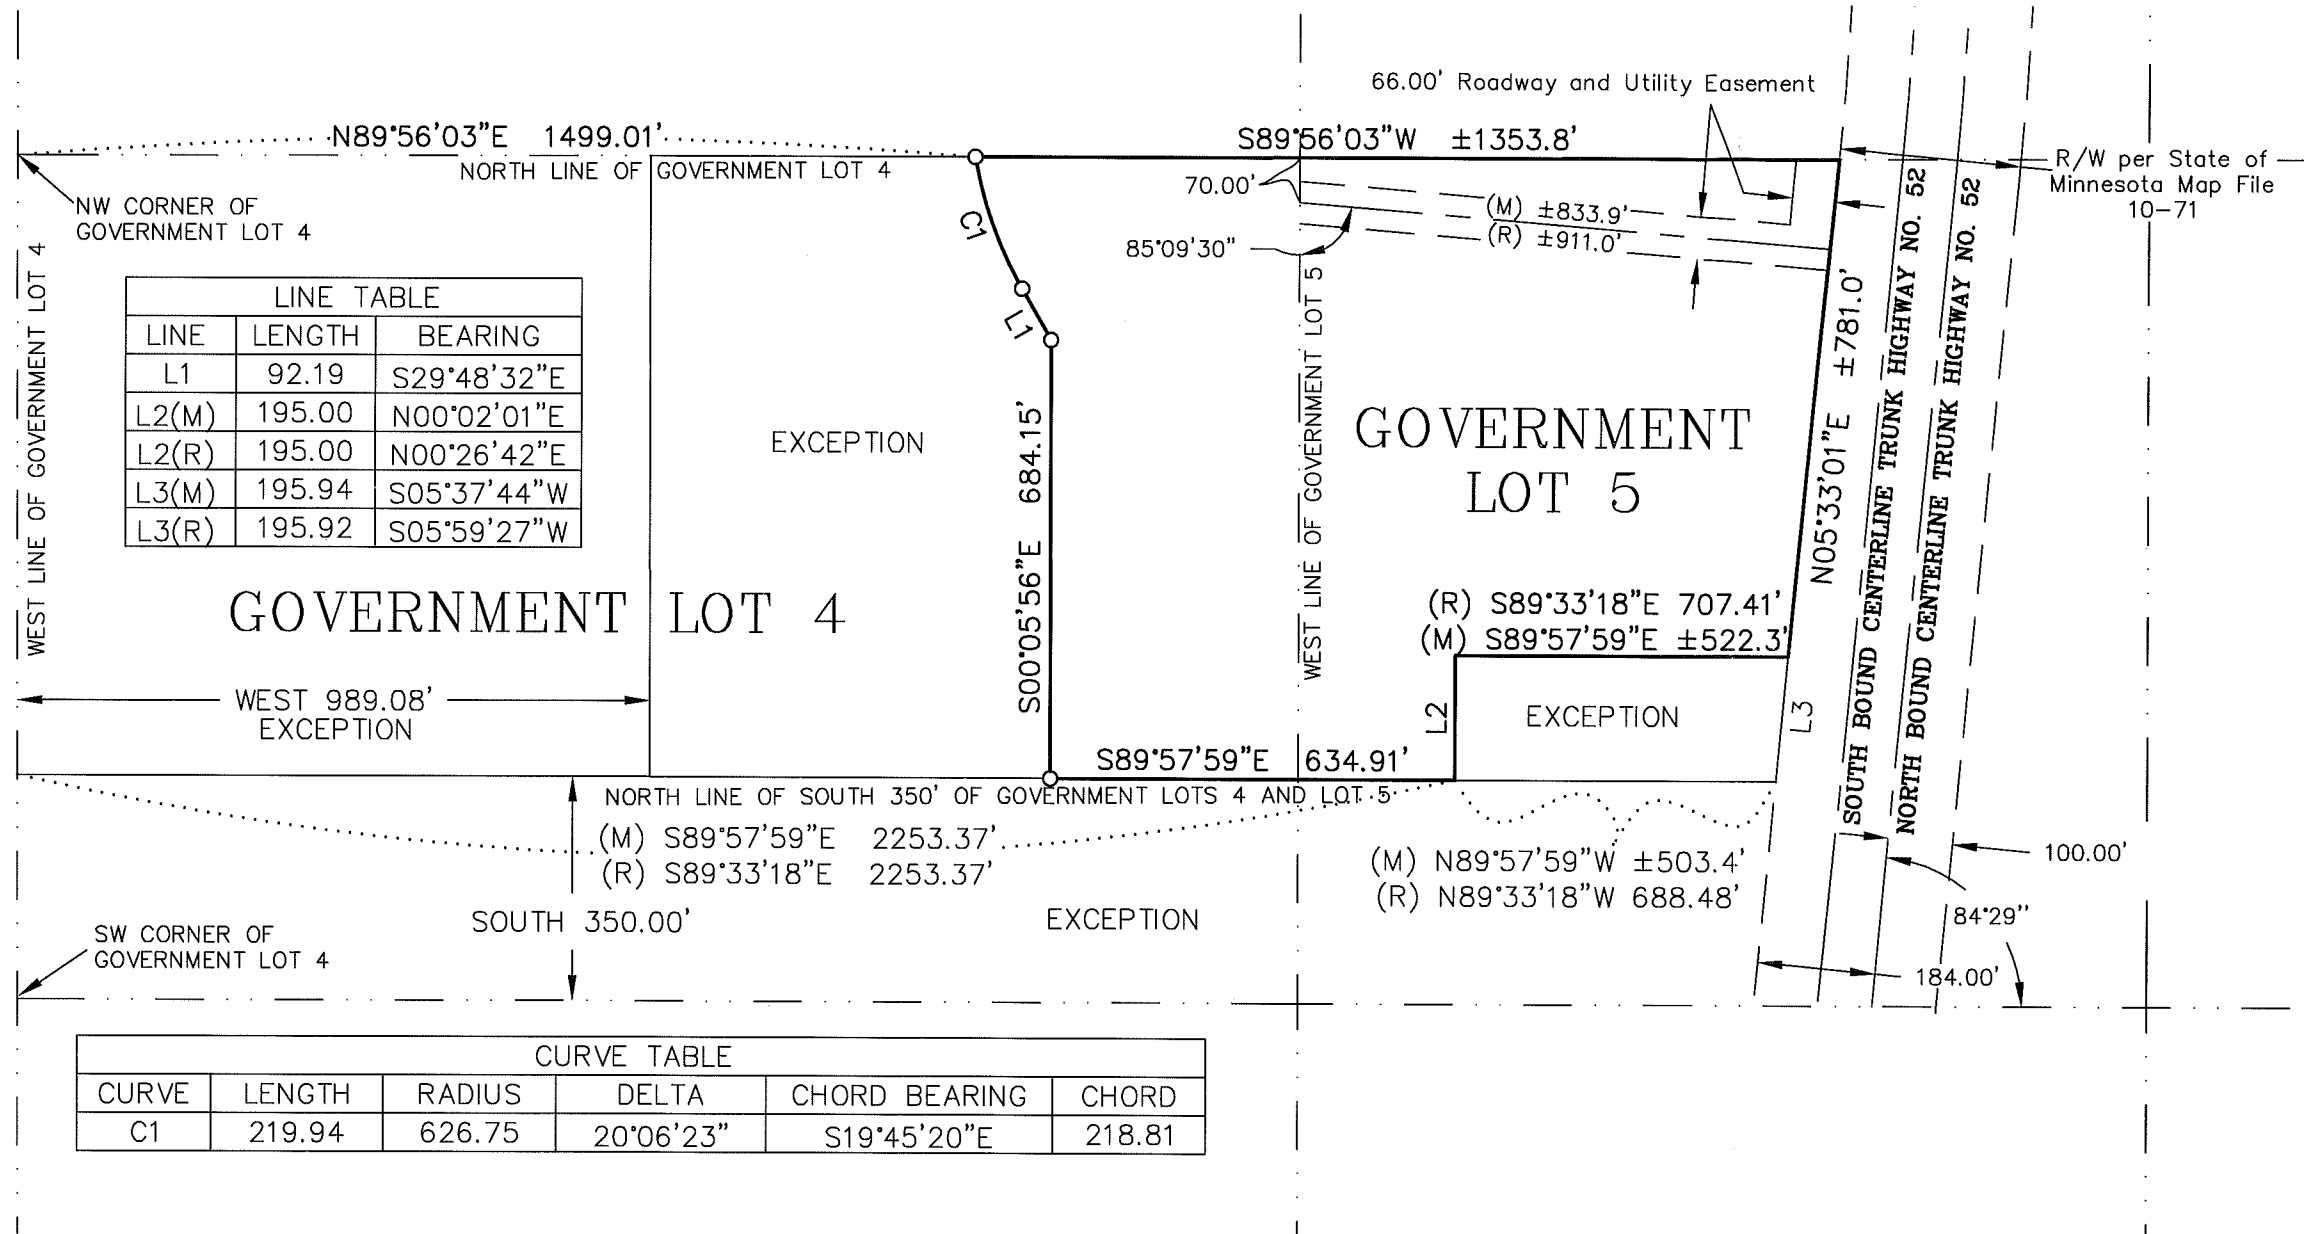 66.00' Roadway and Utility Easement
N89°56'03"E 1499.01'
S89°56'03"W ±1353.8'
NORTH LINE OF GOVERNMENT LOT 4
R/W per State of
Minnesota Map File
10-71
70.00'
NW CORNER OF
GOVERNMENT LOT 4
(M) ±833.9'
(R) ±911.0'
85°09'30"
C1
L1
WEST LINE OF GOVERNMENT LOT 4
LINE TABLE
LINE LENGTH BEARING
L1 92.19 S29°48'32"E
L2(M) 195.00 N00°02'01"E
L2(R) 195.00 N00°26'42"E
L3(M) 195.94 S05°37'44"W
L3(R) 195.92 S05°59'27"W
EXCEPTION
S00°05'56"E 684.15'
WEST LINE OF GOVERNMENT LOT 5
GOVERNMENT
LOT 5
N05°33'01"E ±781.0'
SOUTH BOUND CENTERLINE TRUNK HIGHWAY NO. 52
NORTH BOUND CENTERLINE TRUNK HIGHWAY NO. 52
GOVERNMENT LOT 4
(R) S89°33'18"E 707.41'
(M) S89°57'59"E ±522.3'
WEST 989.08'
EXCEPTION
L2
EXCEPTION
L3
S89°57'59"E 634.91'
NORTH LINE OF SOUTH 350' OF GOVERNMENT LOTS 4 AND LOT 5
(M) S89°57'59"E 2253.37'
(R) S89°33'18"E 2253.37'
(M) N89°57'59"W ±503.4'
(R) N89°33'18"W 688.48'
100.00'
84°29"
184.00'
SOUTH 350.00'
EXCEPTION
SW CORNER OF
GOVERNMENT LOT 4
CURVE TABLE
CURVE LENGTH RADIUS DELTA CHORD BEARING CHORD
C1 219.94 626.75 20°06'23" S19°45'20"E 218.81